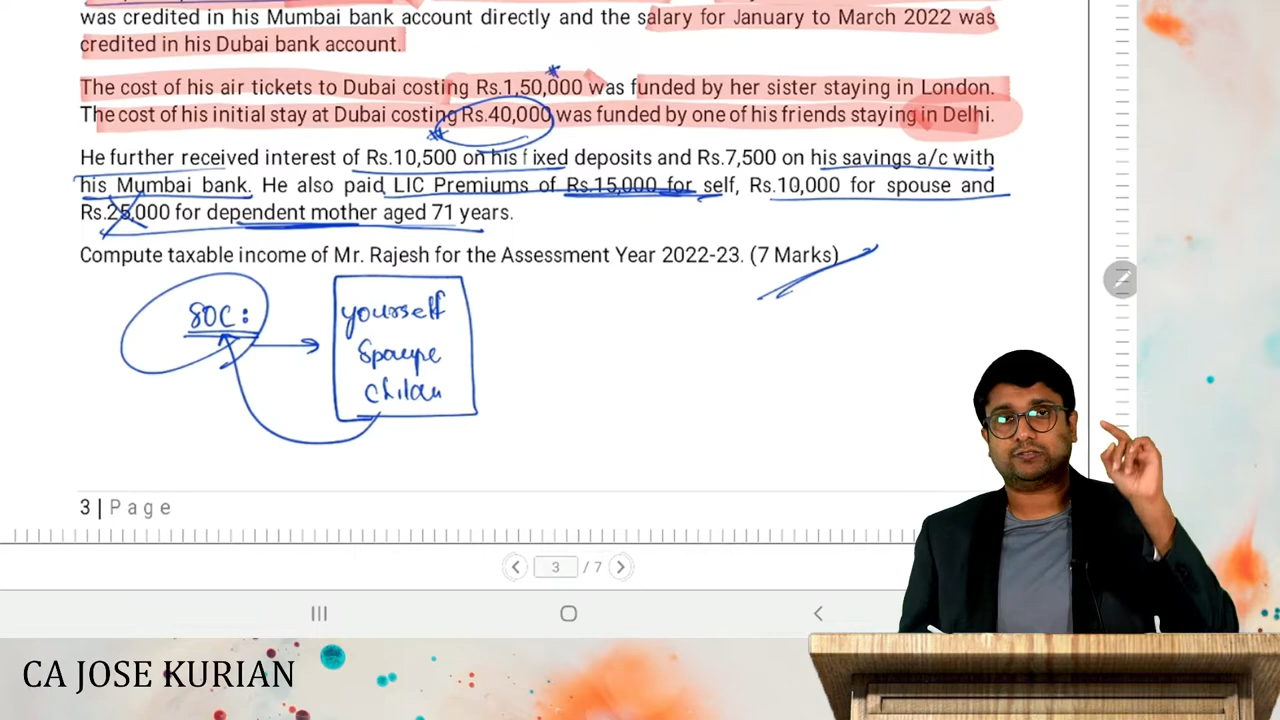 was credited in his Mumbai bank account directly and the salary for January to March 2022 was
credited in his Dubai bank account.
The cost of his air tickets to Dubai costing Rs.1,50,000 was funded by her sister staying in London.
The cost of his initial stay at Dubai costing Rs.40,000 was funded by one of his friends staying in Delhi.
He further received interest of Rs.10,500 on his fixed deposits and Rs.7,500 on his savings a/c with
his Mumbai bank. He also paid LIC Premiums of Rs.15,000 for self, Rs.10,000 for spouse and
Rs.25,000 for dependent mother aged 71 years.
Compute taxable income of Mr. Rajesh for the Assessment Year 2022-23. (7 Marks)
80C:
yourself
Spouse
3 | Page
3 / 7
CA JOSE KURIAN